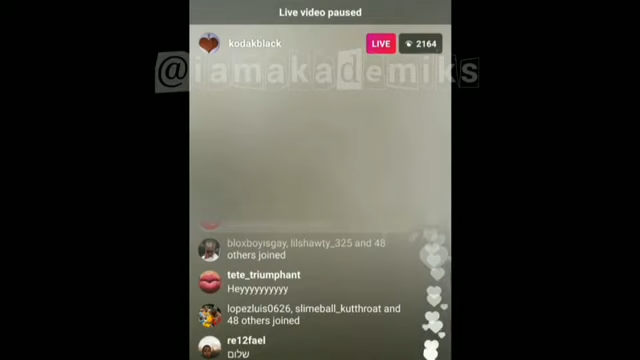 Live video paused
kodakblack
LIVE 2164
@iamakademiks
bloxboyisgay, lilshawty_325 and 48
others joined
tete_triumphant
Heyyyyyyyyyy
lopezluis0626, slimeball_kutthroat and
48 others joined
re12fael
שלום